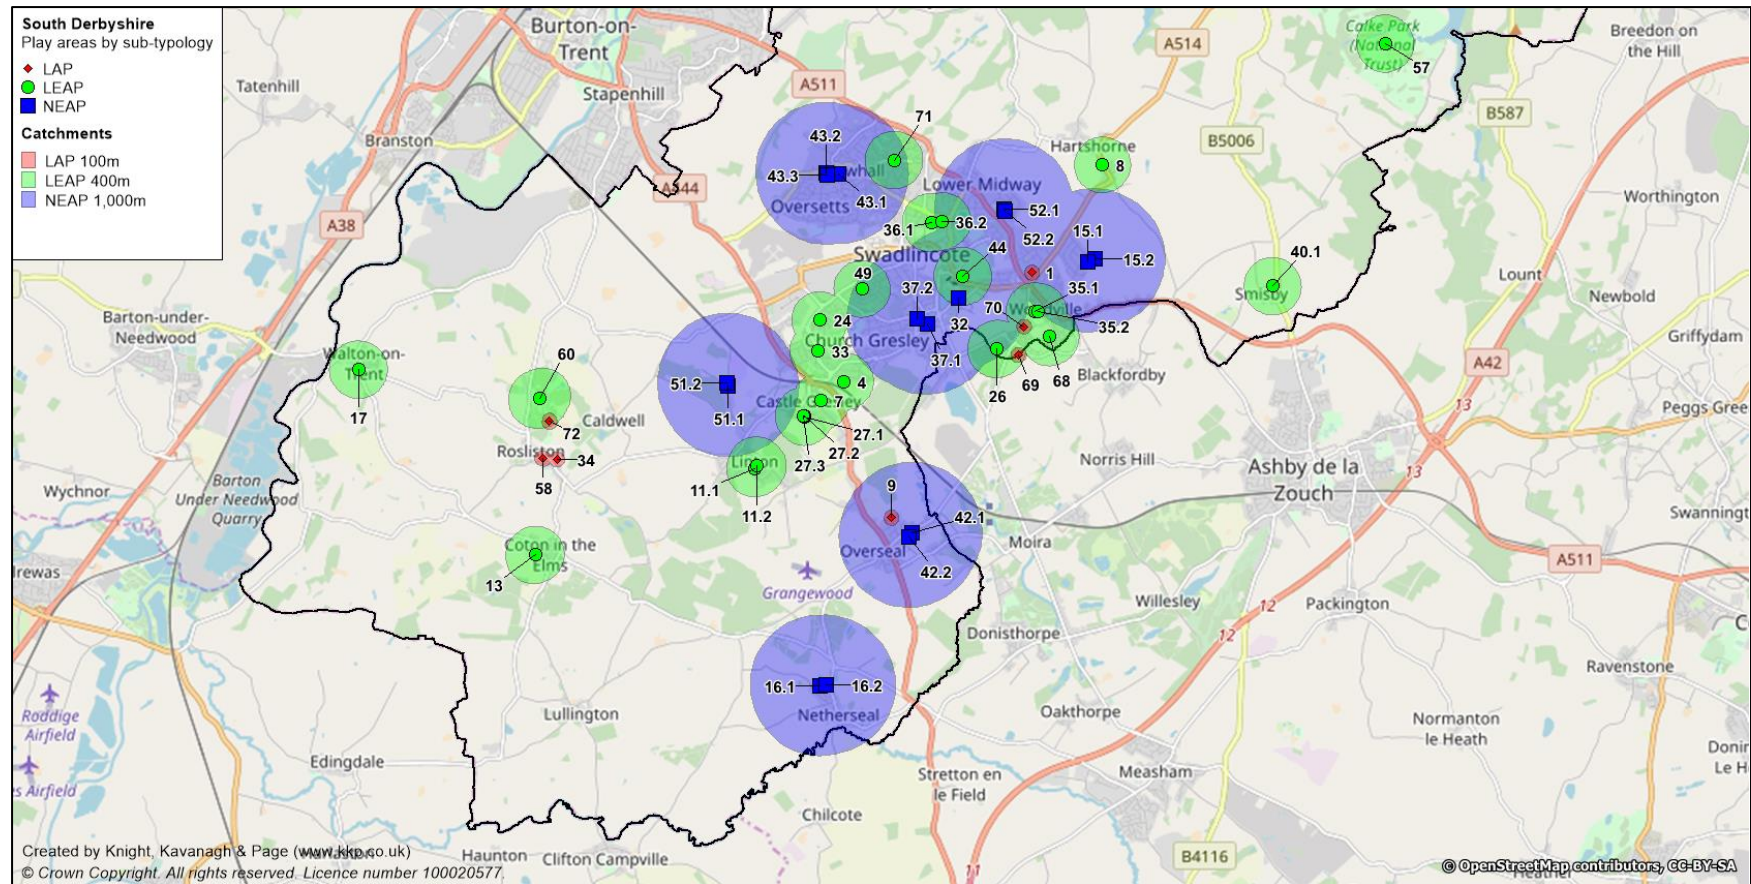 South Derbyshire
Play areas by sub-typology
LAP
LEAP
NEAP
Catchments
LAP 100m
LEAP 400m
NEAP 1,000m
Burton-on-
Trent
Tatenhill
Stapenhill
Branston
A511
A514
Calke Park
(National
Trust)
57
Breedon on
the Hill
B587
B5006
Worthington
Hartshorne
8
71
43.2
43.3
43.1
Oversetts
A444
A38
Lower Midway
52.1
52.2
36.1
36.2
15.1
15.2
Swadlincote
44
49
1
40.1
Smisby
Lount
Newbold
Griffydam
37.2
32
35.1
35.2
70
24
Church Gresley
33
37.1
26
69
68
Blackfordby
A42
13
Barton-under-
Needwood
Walton-on-
Trent
17
60
72
Caldwell
51.2
51.1
4
Castle Gresley
7
27.1
27.2
27.3
Rosliston
34
58
Linton
11.1
11.2
Norris Hill
Ashby de la
Zouch
13
Wychnor
Barton
Under Needwood
Quarry
9
42.1
42.2
Overseal
Moira
Coton in the
Elms
13
Grangewood
A511
Willesley
12
Packington
Donisthorpe
12
Ravenstone
16.1
16.2
Netherseal
Lullington
Oakthorpe
Normanton
le Heath
Roddige
Airfield
Edingdale
Stretton en
le Field
Measham
Chilcote
Haunton
Clifton Campville
B4116
11
Heather
Created by Knight, Kavanagh & Page (www.kkp.co.uk)
© Crown Copyright. All rights reserved. Licence number 100020577.
© OpenStreetMap contributors, CC-BY-SA